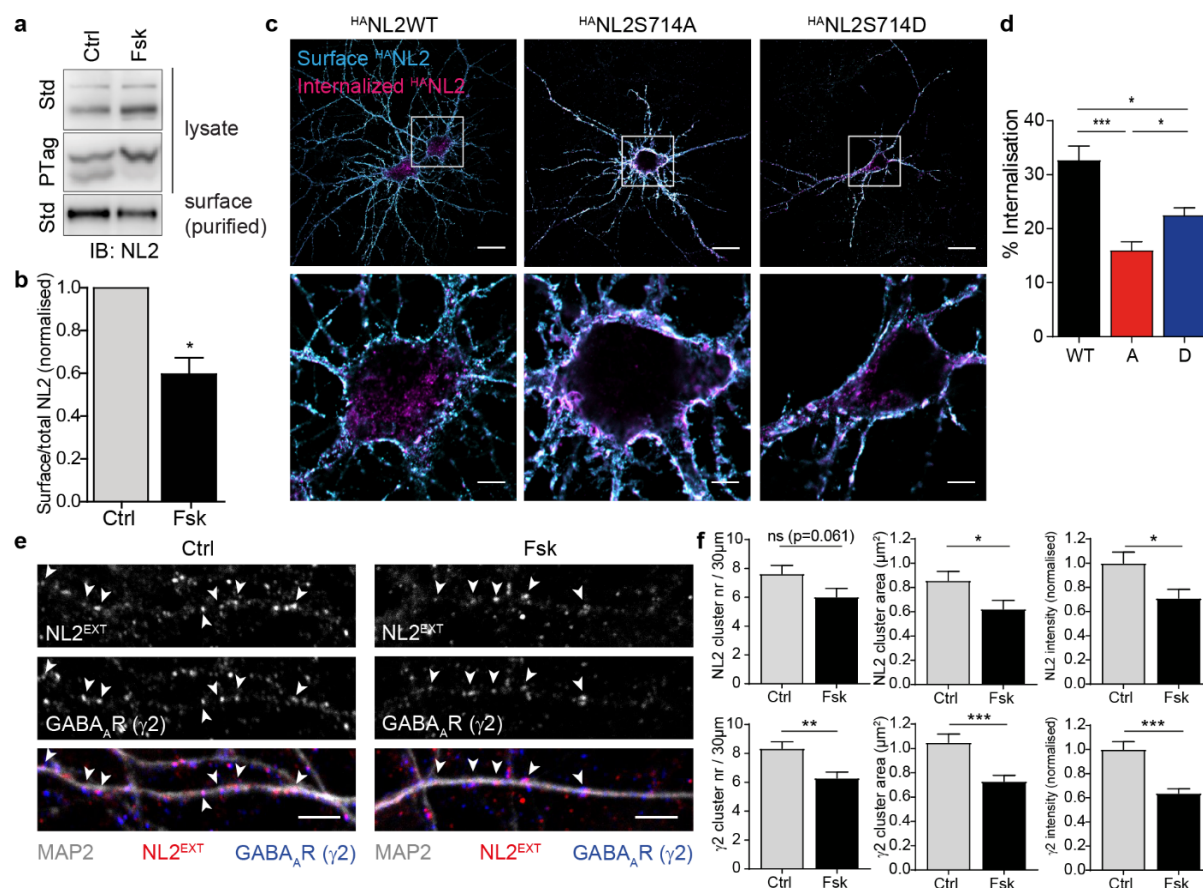 a
Ctrl
Fsk
Std
PTag
Std
lysate
surface
(purified)
IB: NL2
b
Surface/total NL2 (normalised)
1.0
0.8
0.6
0.4
0.2
0.0
*
Ctrl
Fsk
c
HANL2WT
HANL2S714A
HANL2S714D
Surface HANL2
Internalized HANL2
d
% Internalisation
40
30
20
10
0
*
***
*
WT
A
D
e
Ctrl
Fsk
NL2EXT
NL2EXT
GABAAR (γ2)
GABAAR (γ2)
MAP2 NL2EXT GABAAR (γ2)
MAP2 NL2EXT GABAAR (γ2)
f
NL2 cluster nr / 30µm
10
8
6
4
2
0
ns (p=0.061)
Ctrl
Fsk
NL2 cluster area (µm²)
1.2
1.0
0.8
0.6
0.4
0.2
0
*
Ctrl
Fsk
NL2 intensity (normalised)
1.2
1.0
0.8
0.6
0.4
0.2
0
*
Ctrl
Fsk
γ2 cluster nr / 30µm
10
8
6
4
2
0
**
Ctrl
Fsk
γ2 cluster area (µm²)
1.2
1.0
0.8
0.6
0.4
0.2
0
***
Ctrl
Fsk
γ2 intensity (normalised)
1.2
1.0
0.8
0.6
0.4
0.2
0
***
Ctrl
Fsk